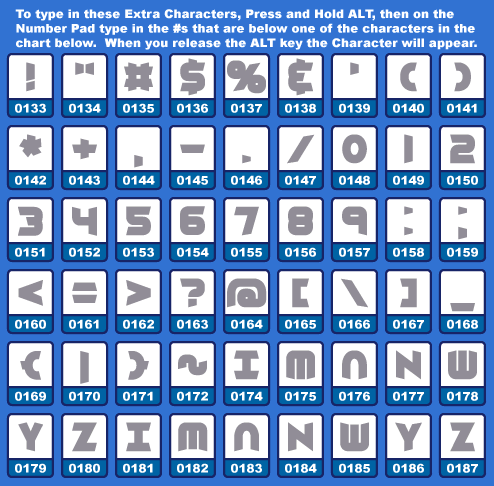 To type in these Extra Characters, Press and Hold ALT, then on the
Number Pad type in the #s that are below one of the characters in the
chart below.  When you release the ALT key the Character will appear.
! " # $ % & ' ( )
0133 0134 0135 0136 0137 0138 0139 0140 0141
* + , - . / 0 1 2
0142 0143 0144 0145 0146 0147 0148 0149 0150
3 4 5 6 7 8 9 : ;
0151 0152 0153 0154 0155 0156 0157 0158 0159
< = > ? @ [ \ ] _
0160 0161 0162 0163 0164 0165 0166 0167 0168
{ | } ~ I M N N W
0169 0170 0171 0172 0174 0175 0176 0177 0178
Y Z I M N N W Y Z
0179 0180 0181 0182 0183 0184 0185 0186 0187